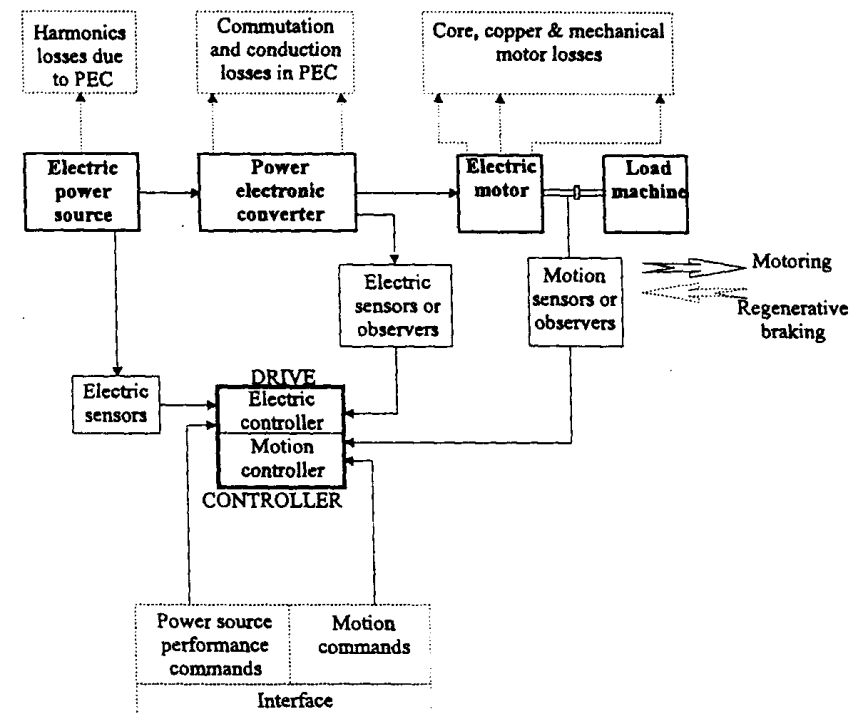 Harmonics
losses due
to PEC
Commutation
and conduction
losses in PEC
Core, copper & mechanical
motor losses
Electric
power
source
Power
electronic
converter
Electric
motor
Load
machine
Electric
sensors or
observers
Motion
sensors or
observers
Motoring
Regenerative
braking
Electric
sensors
DRIVE
Electric
controller
Motion
controller
CONTROLLER
Power source
performance
commands
Motion
commands
Interface